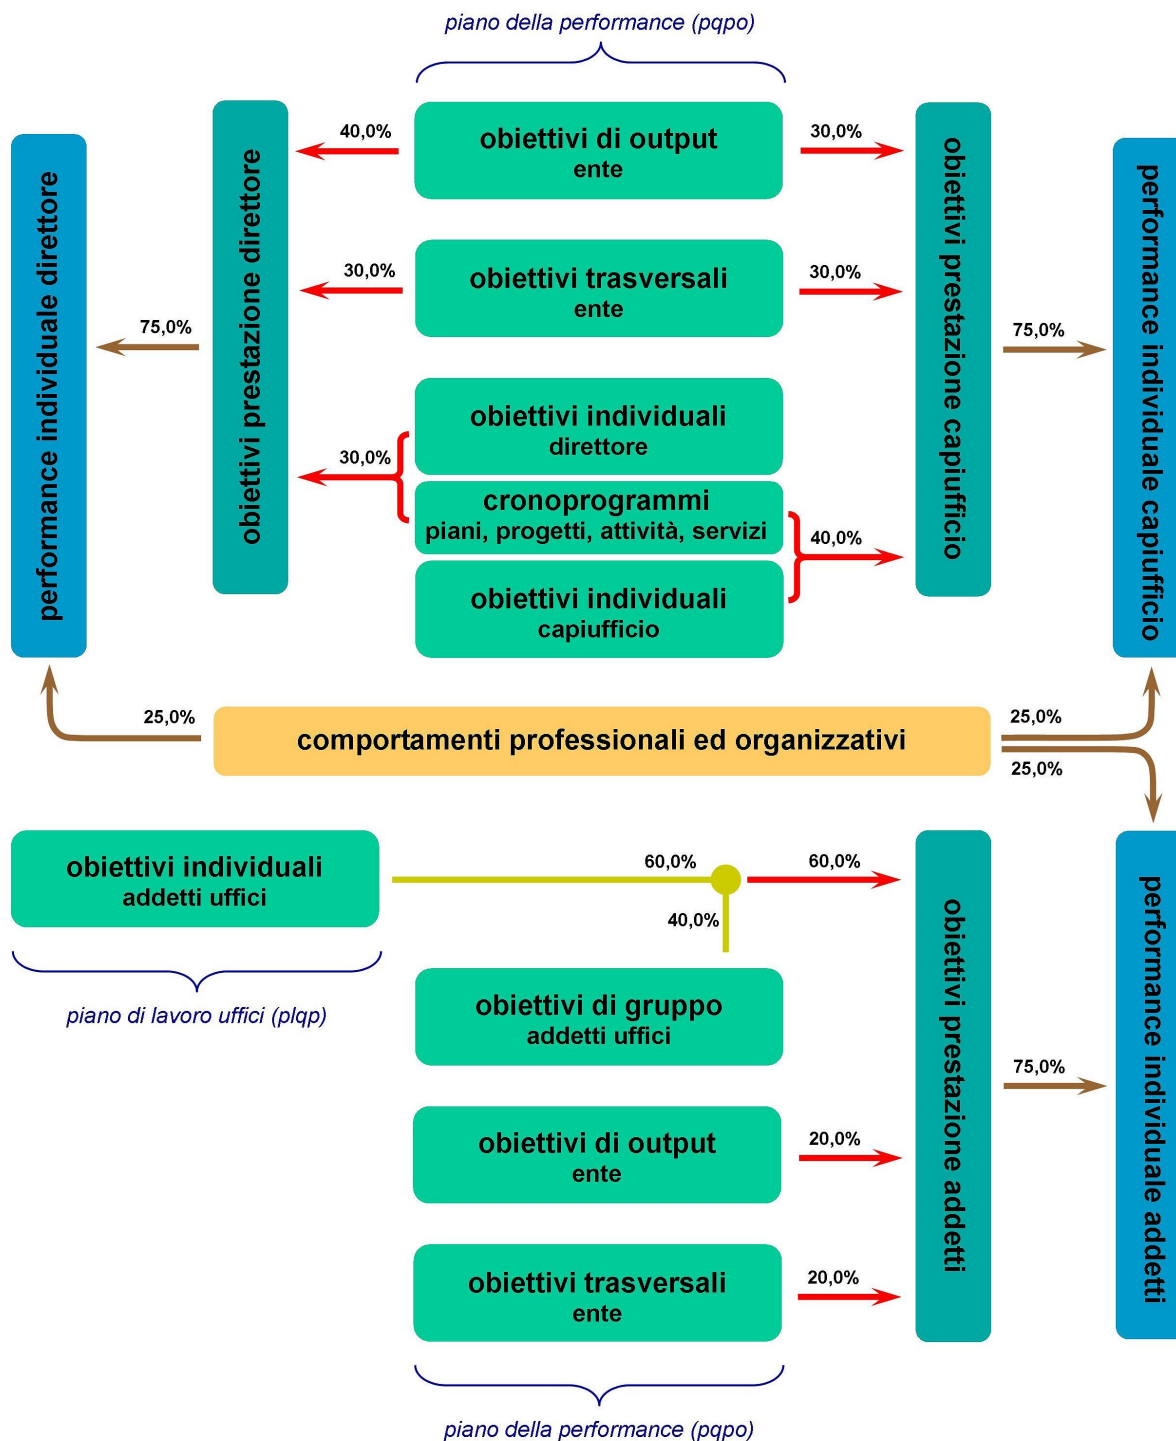 piano della performance (pqpo)
obiettivi di output
ente
40,0%
30,0%
obiettivi trasversali
ente
30,0%
30,0%
obiettivi individuali
direttore
cronoprogrammi
piani, progetti, attività, servizi
obiettivi individuali
capiufficio
30,0%
40,0%
performance individuale direttore
75,0%
obiettivi prestazione direttore
obiettivi prestazione capiufficio
75,0%
performance individuale capiufficio
25,0%
comportamenti professionali ed organizzativi
25,0%
25,0%
obiettivi individuali
addetti uffici
60,0%
60,0%
40,0%
piano di lavoro uffici (plqp)
obiettivi di gruppo
addetti uffici
obiettivi di output
ente
20,0%
obiettivi trasversali
ente
20,0%
obiettivi prestazione addetti
75,0%
performance individuale addetti
piano della performance (pqpo)